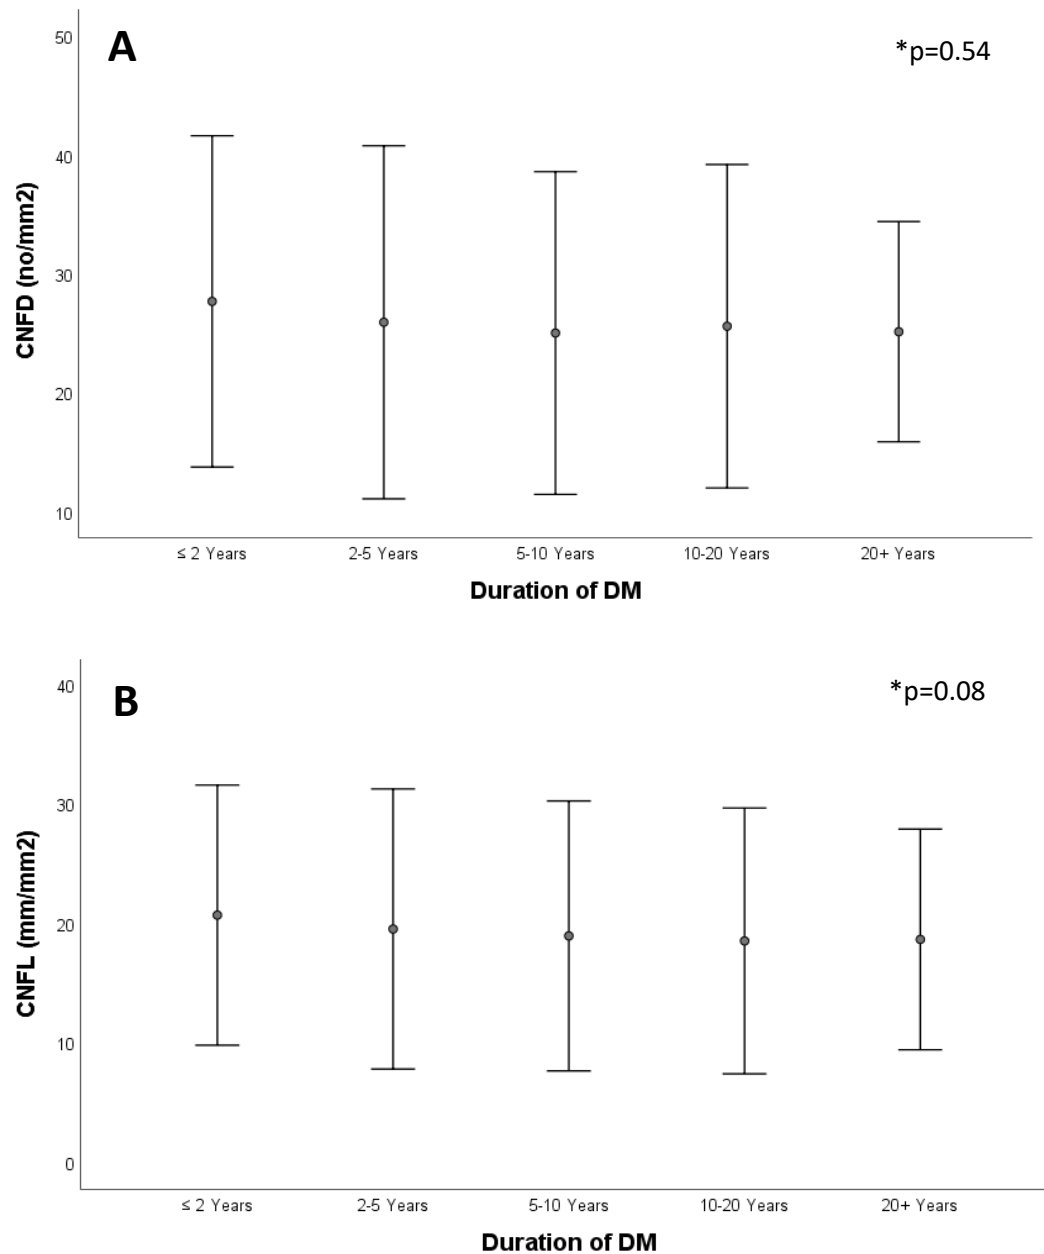 A
*p=0.54
CNFD (no/mm2)
50
40
30
20
10
≤ 2 Years 2-5 Years 5-10 Years 10-20 Years 20+ Years
Duration of DM
B
*p=0.08
CNFL (mm/mm2)
40
30
20
10
0
≤ 2 Years 2-5 Years 5-10 Years 10-20 Years 20+ Years
Duration of DM